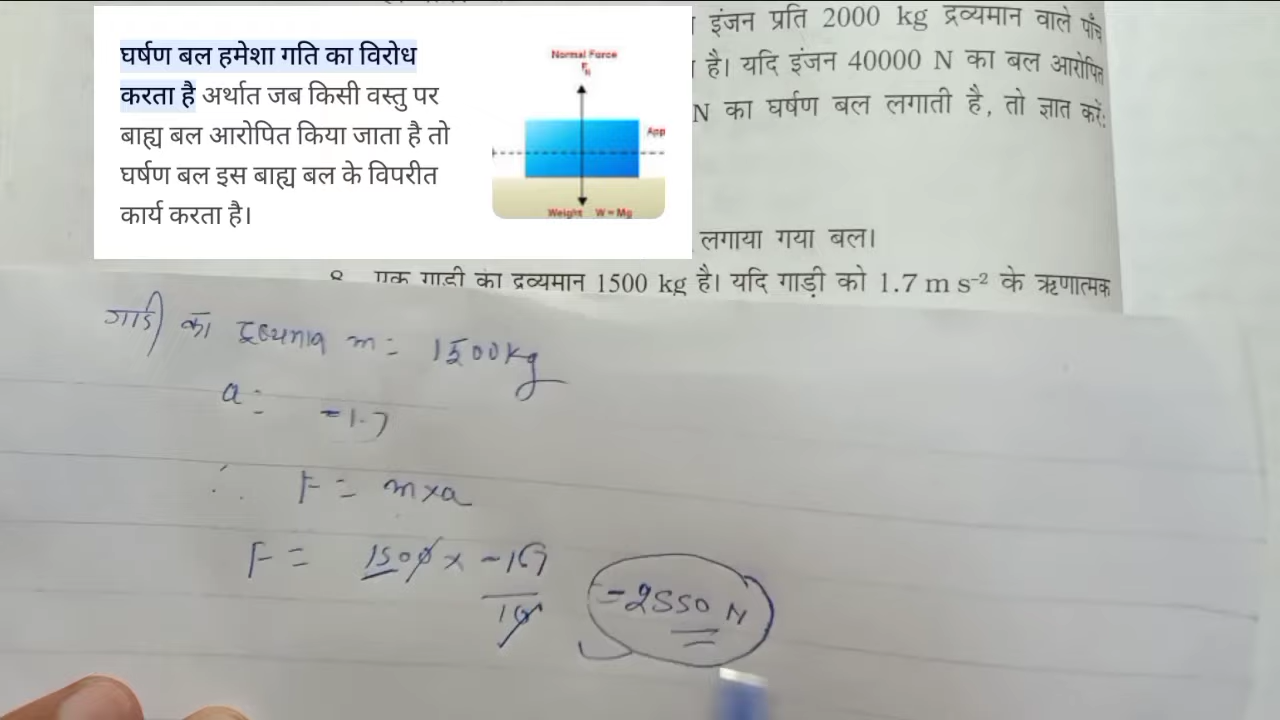 इंजन प्रति 2000 kg द्रव्यमान वाले पाँच
है। यदि इंजन 40000 N का बल आरोपित
N का घर्षण बल लगाती है, तो ज्ञात करें:
घर्षण बल हमेशा गति का विरोध
करता है अर्थात जब किसी वस्तु पर
बाह्य बल आरोपित किया जाता है तो
घर्षण बल इस बाह्य बल के विपरीत
कार्य करता है।
Normal Force
F_N
App
Weight W = Mg
लगाया गया बल।
एक गाड़ी का द्रव्यमान 1500 kg है। यदि गाड़ी को 1.7 m s⁻² के ऋणात्मक
गाडी का द्रव्यमान m = 1500kg
a = -1.7
∴ F = m×a
F = 1500 × -17
10
= -2550 N